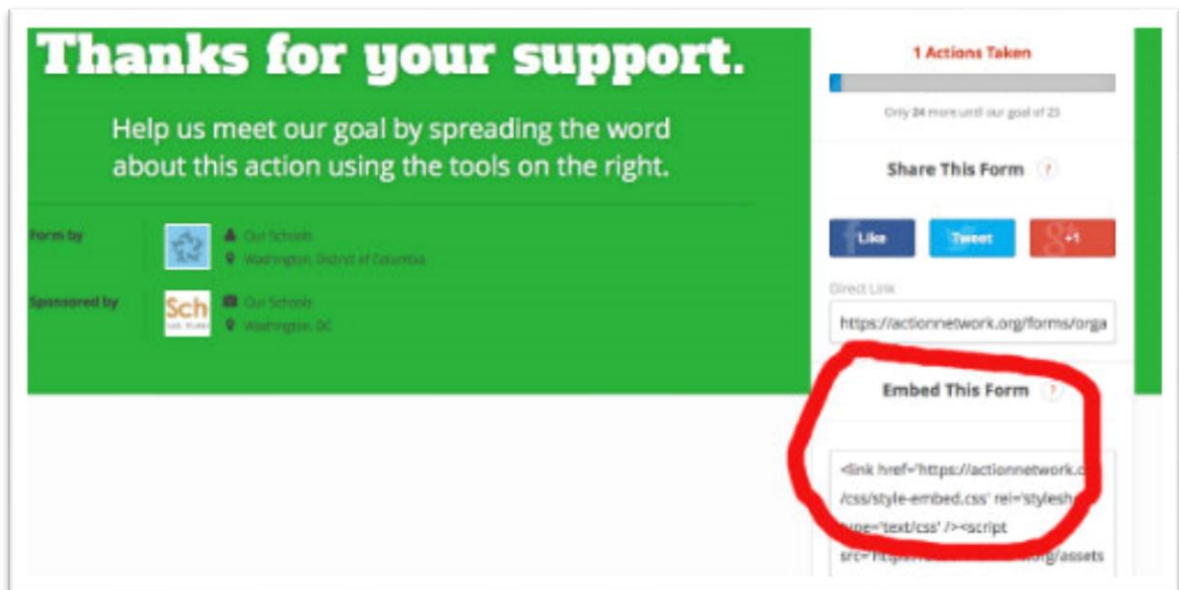 Thanks for your support.
Help us meet our goal by spreading the word
about this action using the tools on the right.
Form by
Our Schools
Washington, District of Columbia
Sponsored by
Sch
Our Schools
Washington, DC
1 Actions Taken
Only 24 more until our goal of 25
Share This Form ?
Like
Tweet
+1
Direct Link
https://actionnetwork.org/forms/orga
Embed This Form ?
<link href='https://actionnetwork.o
/css/style-embed.css' rel='stylesh
type='text/css' /><script